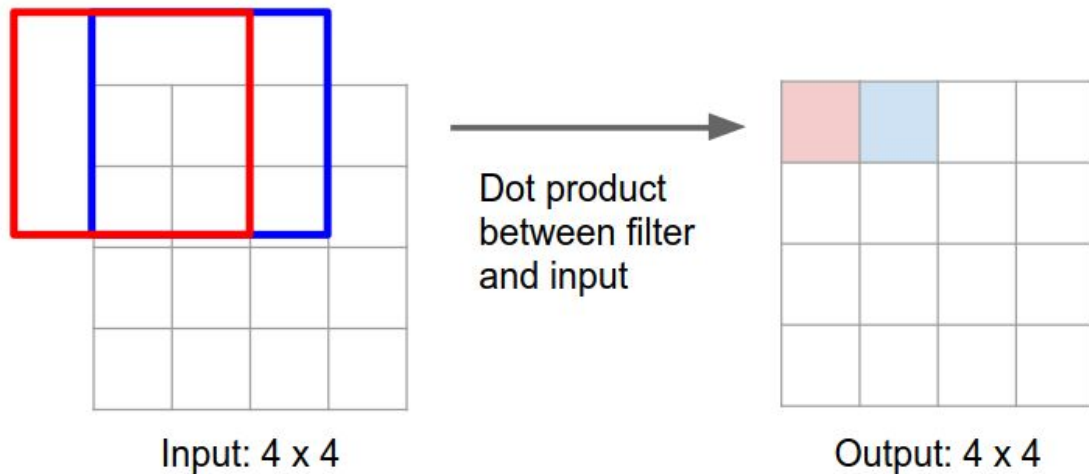 Dot product
between filter
and input
Input: 4 x 4
Output: 4 x 4